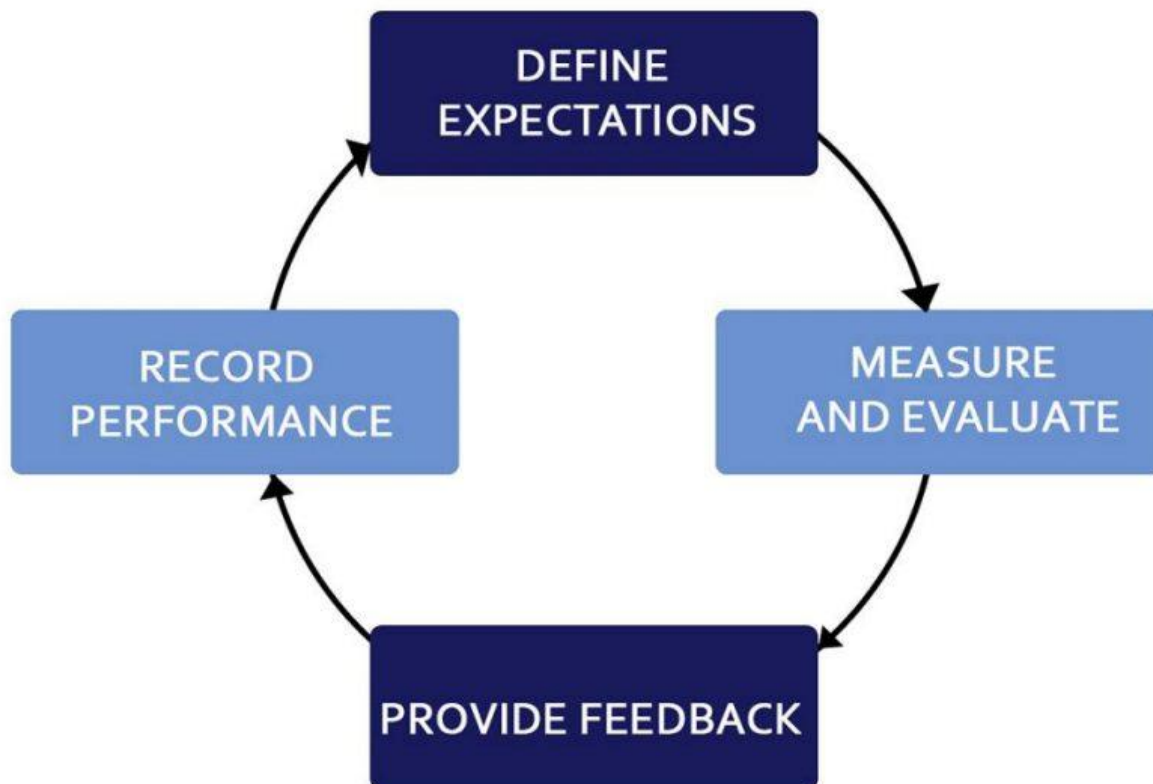 DEFINE
EXPECTATIONS
MEASURE
AND EVALUATE
PROVIDE FEEDBACK
RECORD
PERFORMANCE